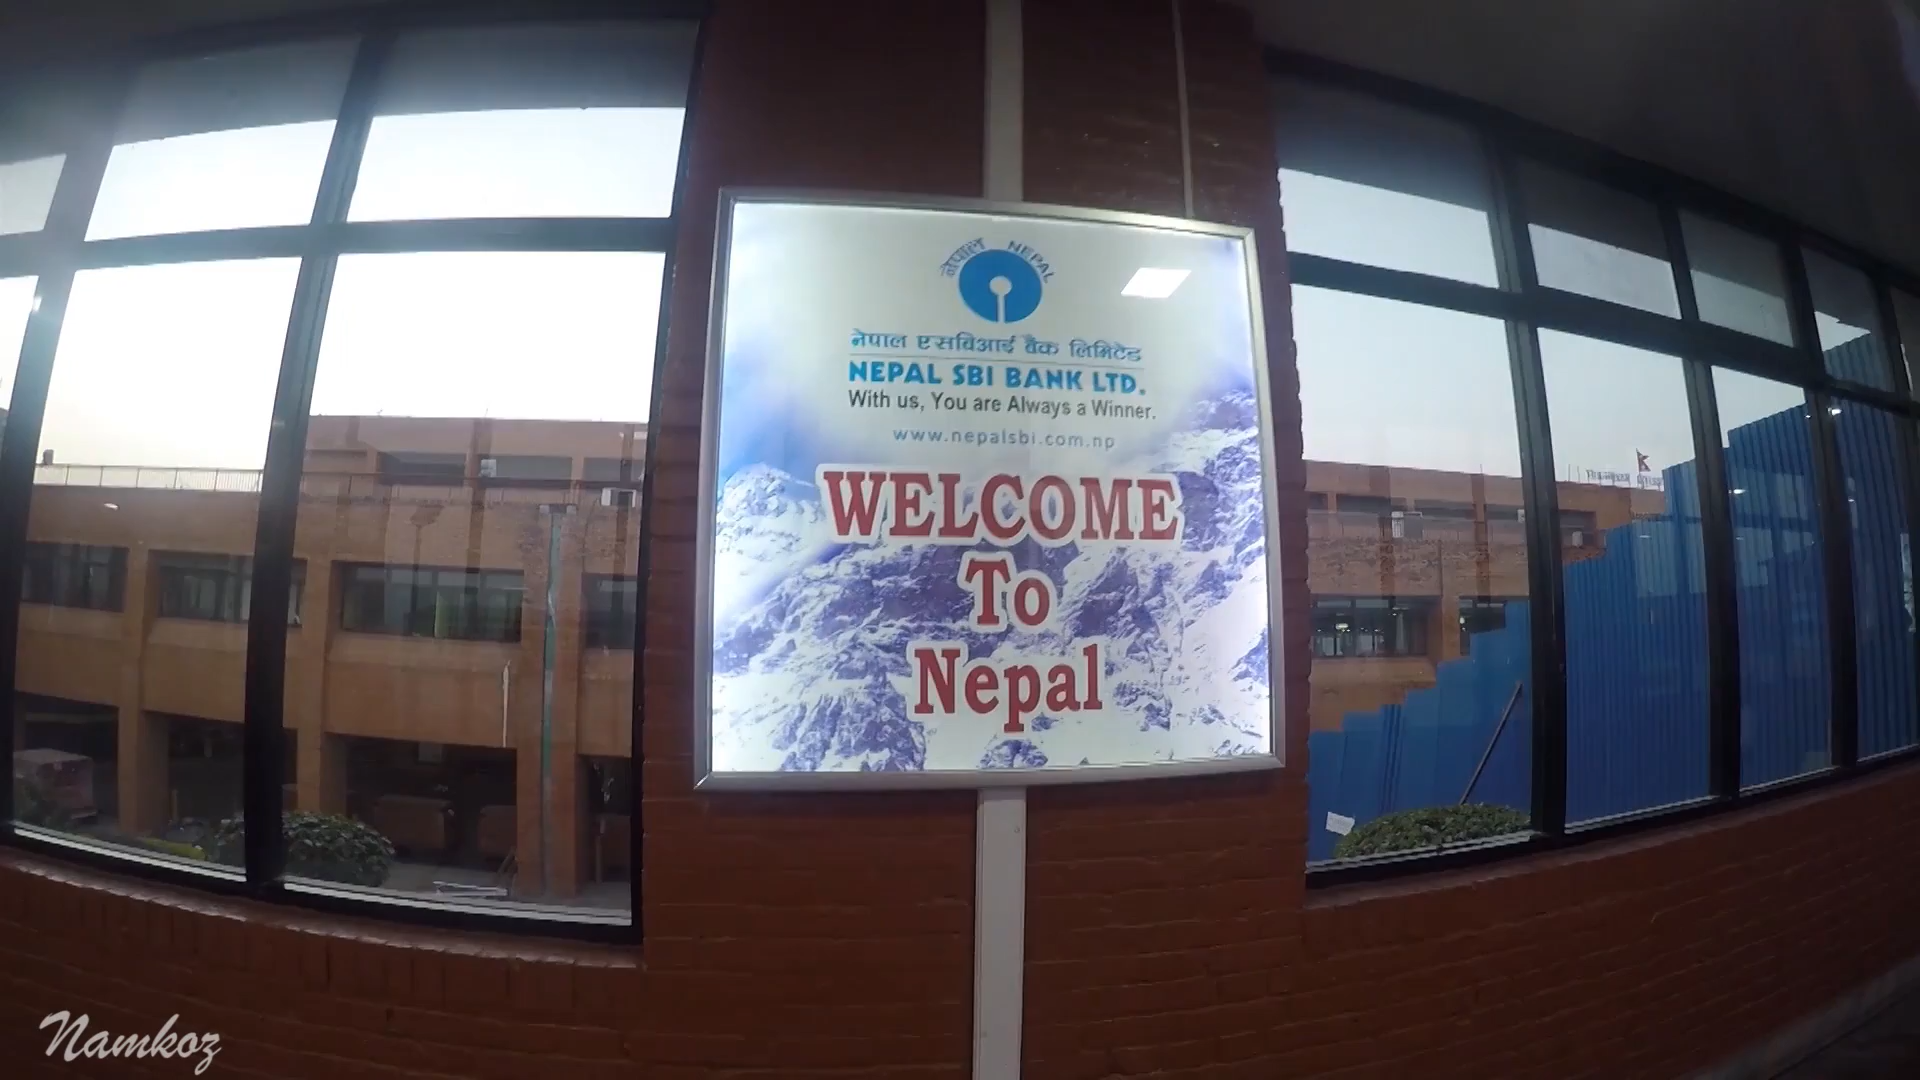 नेपाल NEPAL
नेपाल एसबिआई बैंक लिमिटेड
NEPAL SBI BANK LTD.
With us, You are Always a Winner.
www.nepalsbi.com.np
WELCOME
To
Nepal
Namkoz